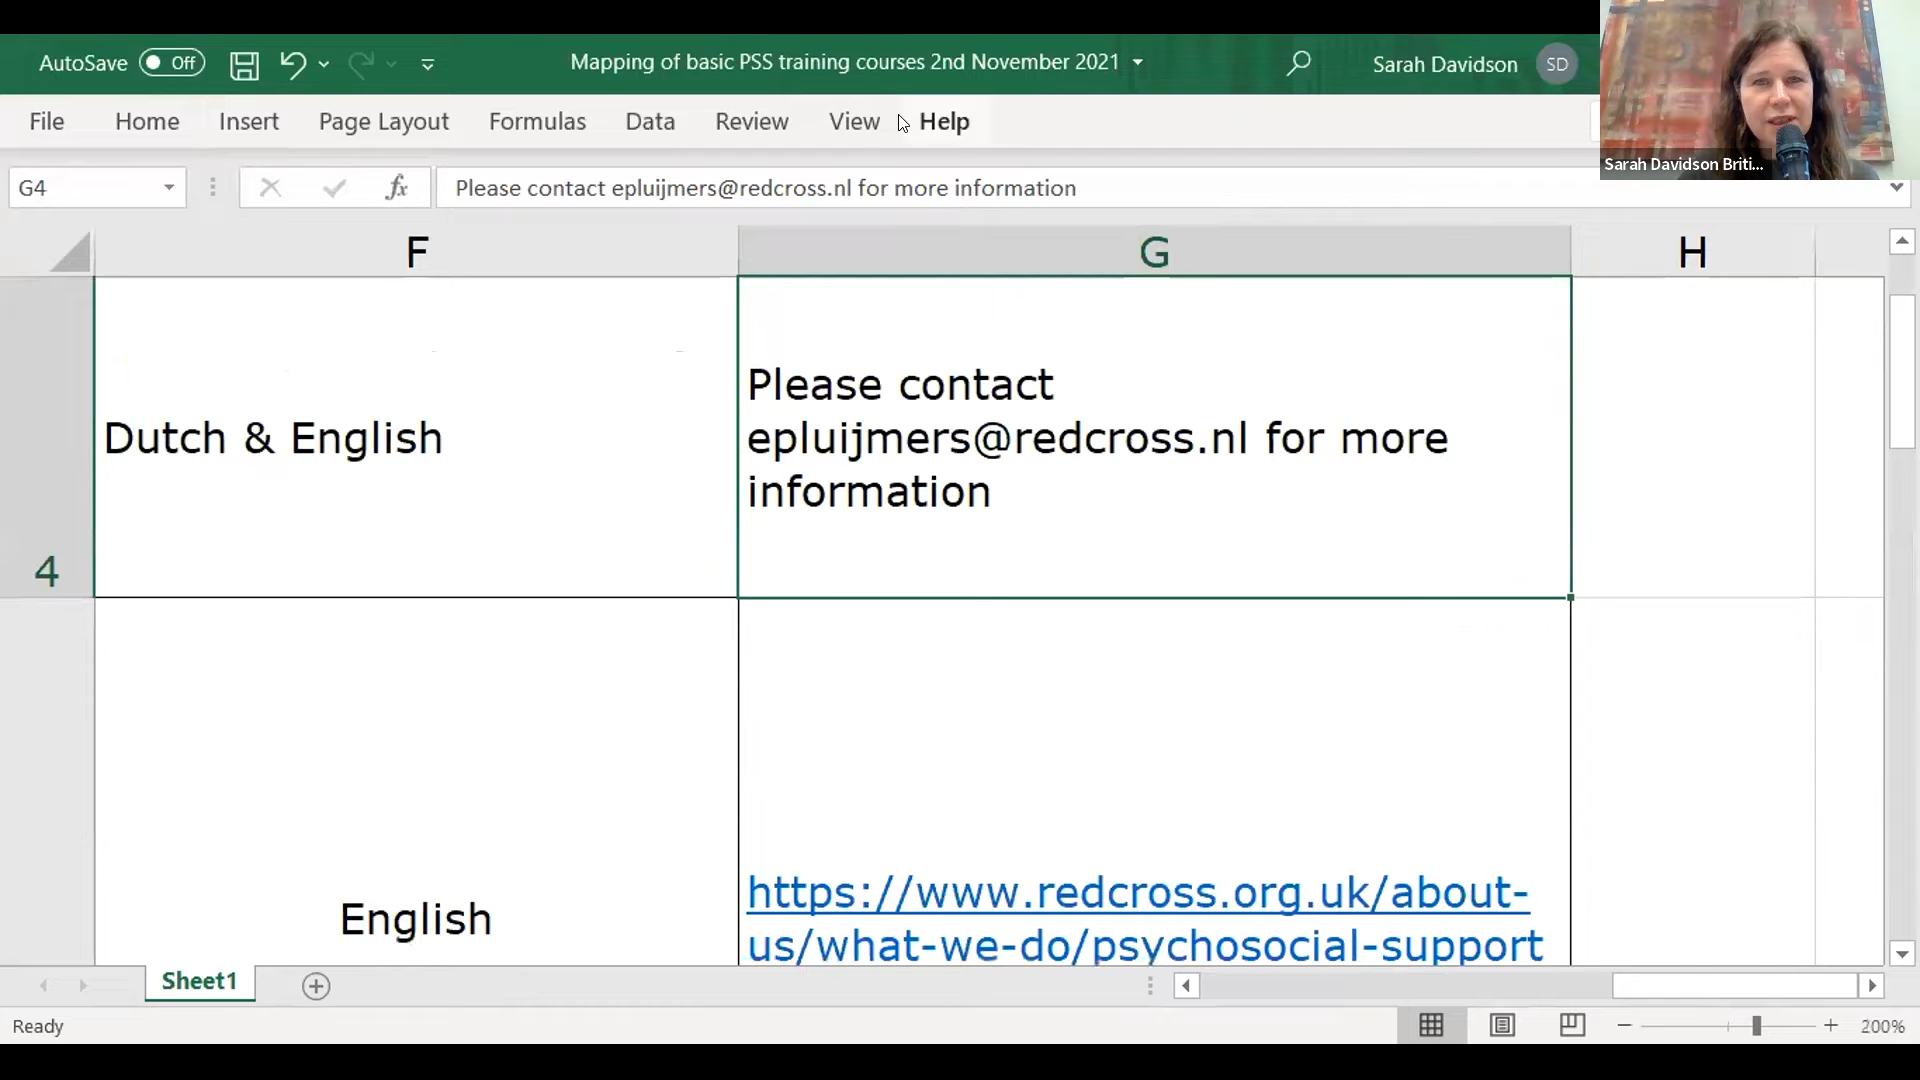 AutoSave Off
Mapping of basic PSS training courses 2nd November 2021
Sarah Davidson SD
File Home Insert Page Layout Formulas Data Review View Help
Sarah Davidson Briti...
G4
fx
Please contact epluijmers@redcross.nl for more information
F G H
4
Dutch & English
Please contact
epluijmers@redcross.nl for more
information
English
https://www.redcross.org.uk/about-
us/what-we-do/psychosocial-support
Sheet1
Ready
200%